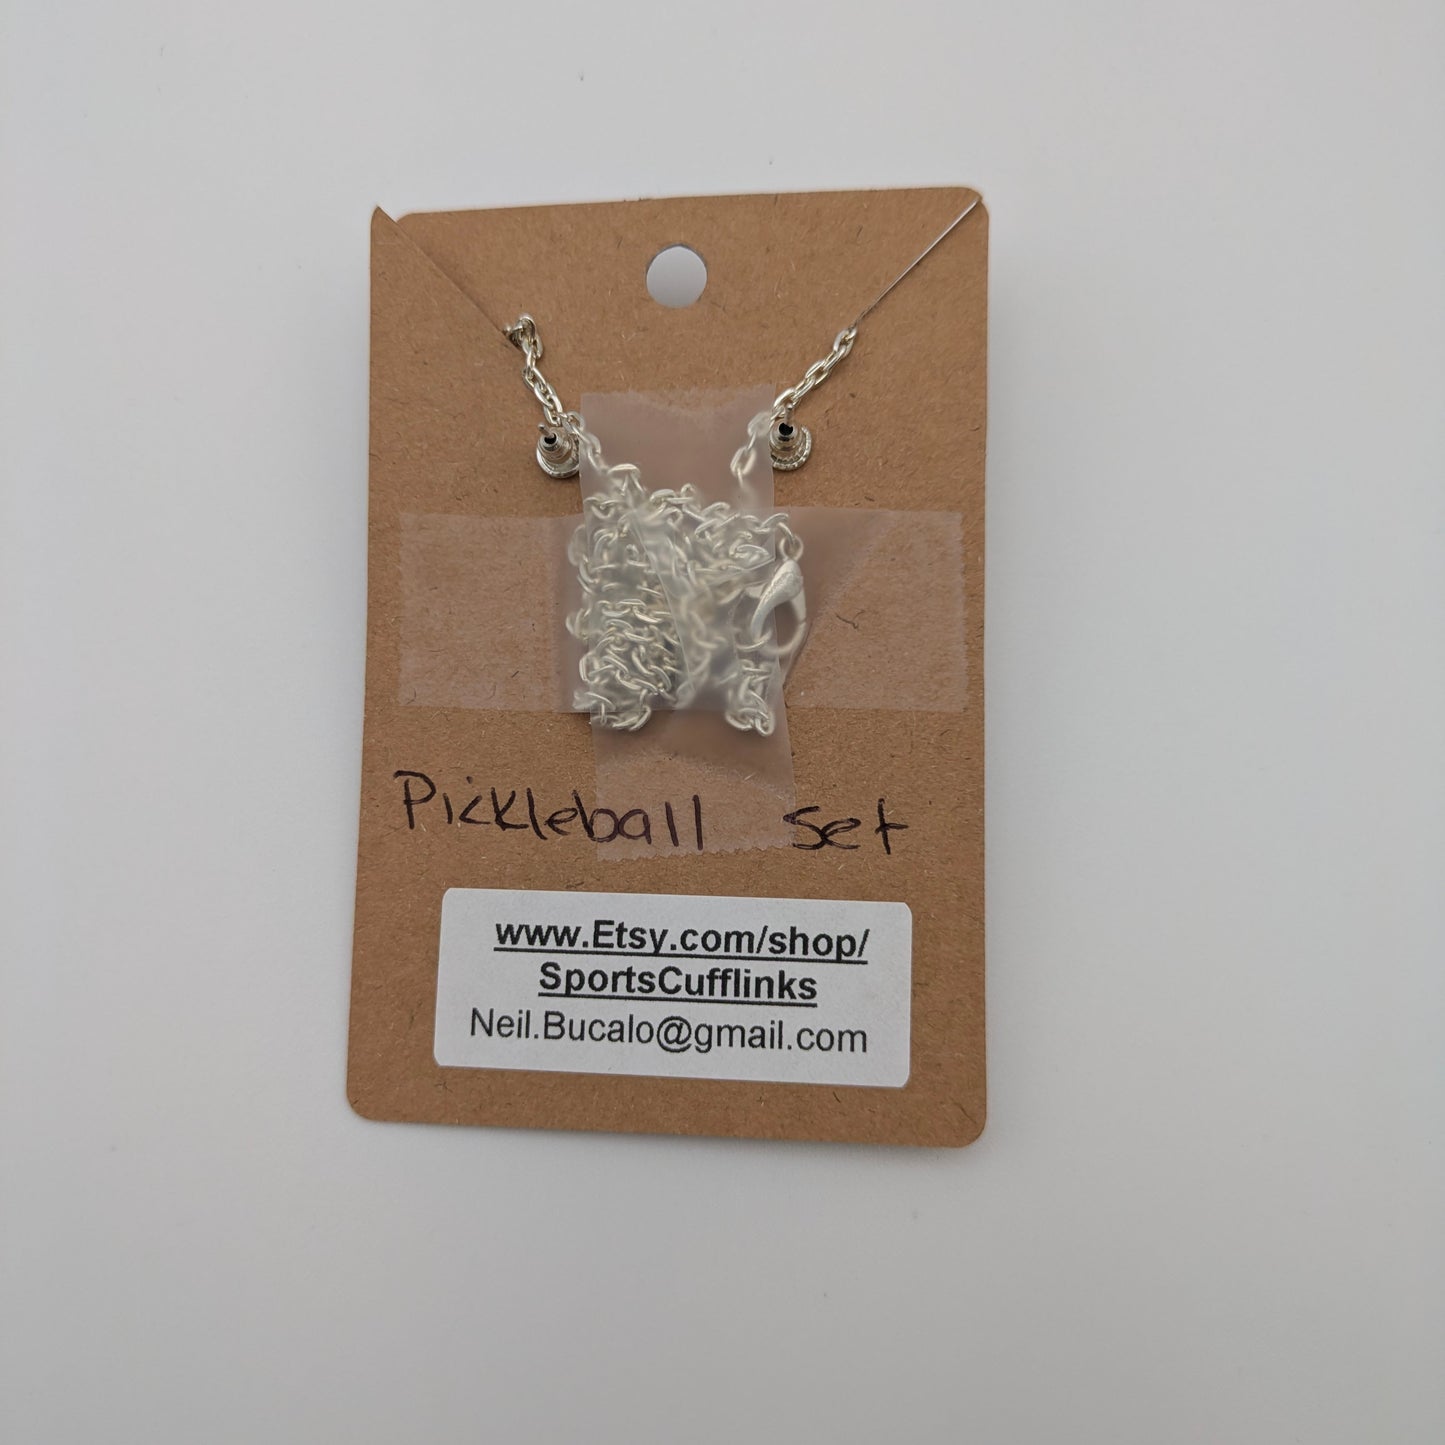 Pickleball set
www.Etsy.com/shop/
SportsCufflinks
Neil.Bucalo@gmail.com